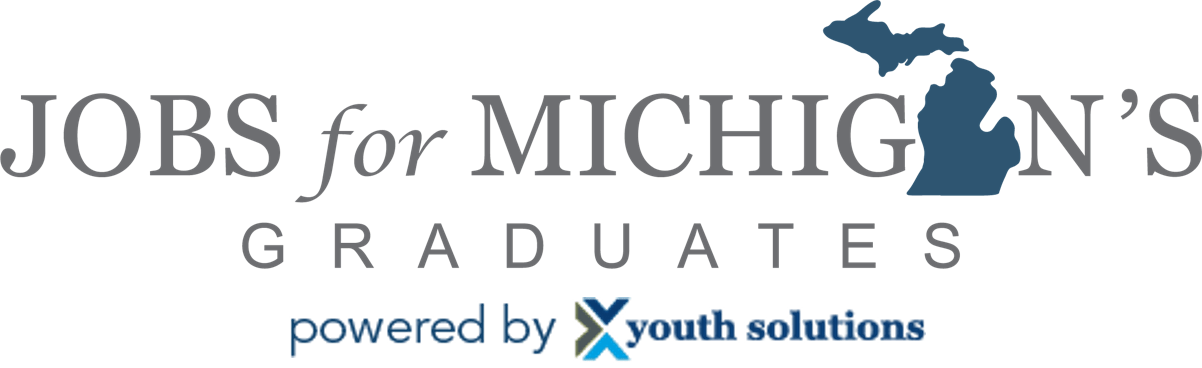 JOBS for MICHIGAN'S
GRADUATES
powered by youth solutions